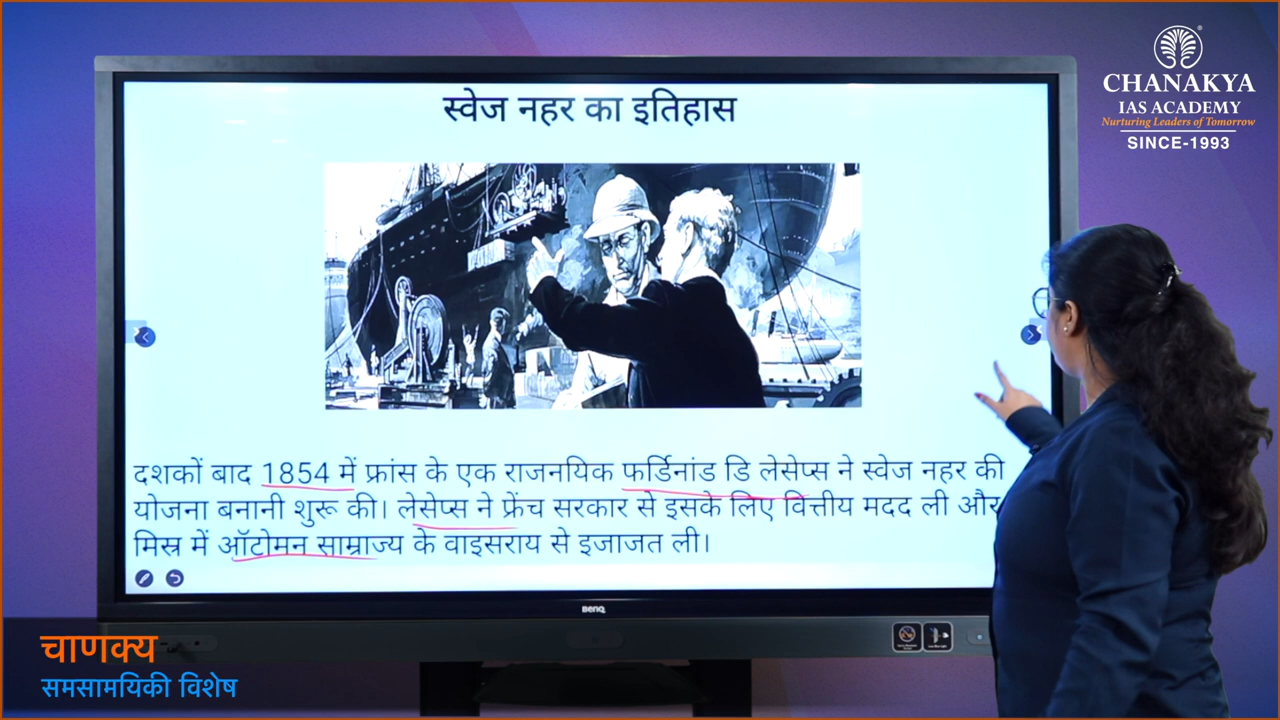 CHANAKYA
IAS ACADEMY
Nurturing Leaders of Tomorrow
SINCE-1993
स्वेज नहर का इतिहास
दशकों बाद 1854 में फ्रांस के एक राजनयिक फर्डिनांड डि लेसेप्स ने स्वेज नहर की
योजना बनानी शुरू की। लेसेप्स ने फ्रेंच सरकार से इसके लिए वित्तीय मदद ली और
मिस्र में ऑटोमन साम्राज्य के वाइसराय से इजाजत ली।
BenQ
चाणक्य
समसामयिकी विशेष